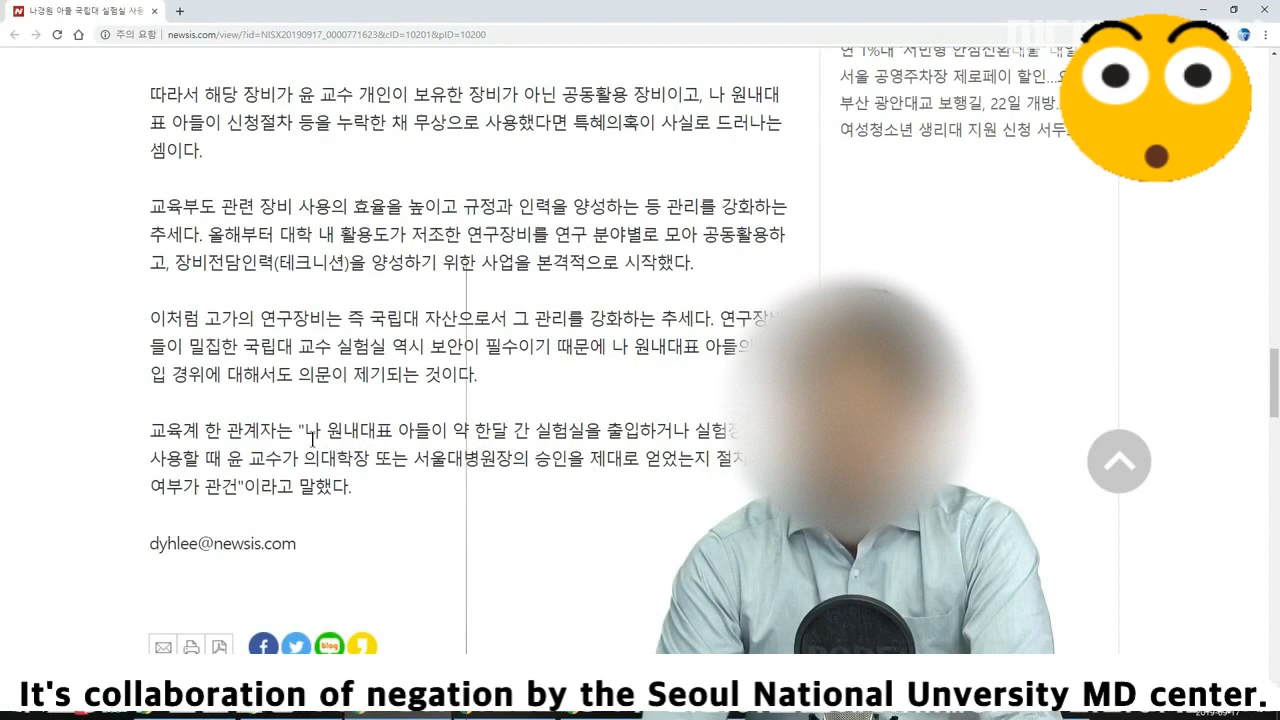 나경원 아들 국립대 실험실 사용
주의 요함 newsis.com/view/?id=NISX20190917_0000771623&cID=10201&pID=10200
연 1%대 '서민형 안심전환대출'
따라서 해당 장비가 윤 교수 개인이 보유한 장비가 아닌 공동활용 장비이고, 나 원내대
서울 공영주차장 제로페이 할인...
표 아들이 신청절차 등을 누락한 채 무상으로 사용했다면 특혜의혹이 사실로 드러나는
부산 광안대교 보행길, 22일 개방..
셈이다.
여성청소년 생리대 지원 신청
교육부도 관련 장비 사용의 효율을 높이고 규정과 인력을 양성하는 등 관리를 강화하는
추세다. 올해부터 대학 내 활용도가 저조한 연구장비를 연구 분야별로 모아 공동활용하
고, 장비전담인력(테크니션)을 양성하기 위한 사업을 본격적으로 시작했다.
이처럼 고가의 연구장비는 즉 국립대 자산으로서 그 관리를 강화하는 추세다. 연구장비
들이 밀집한 국립대 교수 실험실 역시 보안이 필수이기 때문에 나 원내대표 아들의
입 경위에 대해서도 의문이 제기되는 것이다.
교육계 한 관계자는 "나 원내대표 아들이 약 한달 간 실험실을 출입하거나
사용할 때 윤 교수가 의대학장 또는 서울대병원장의 승인을 제대로 얻었는지
여부가 관건"이라고 말했다.
dyhlee@newsis.com
blog
It's collaboration of negation by the Seoul National Unversity MD center.
2019-09-17